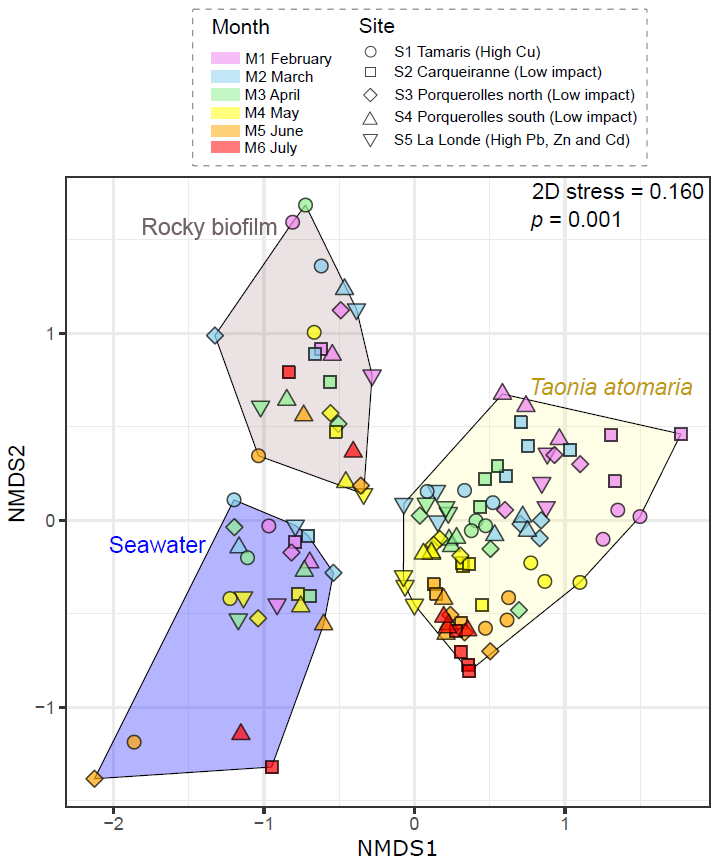 Month
M1 February
M2 March
M3 April
M4 May
M5 June
M6 July
Site
S1 Tamaris (High Cu)
S2 Carqueiranne (Low impact)
S3 Porquerolles north (Low impact)
S4 Porquerolles south (Low impact)
S5 La Londe (High Pb, Zn and Cd)
2D stress = 0.160
p = 0.001
Rocky biofilm
Taonia atomaria
Seawater
NMDS2
1
0
−1
−2
−1
0
1
NMDS1